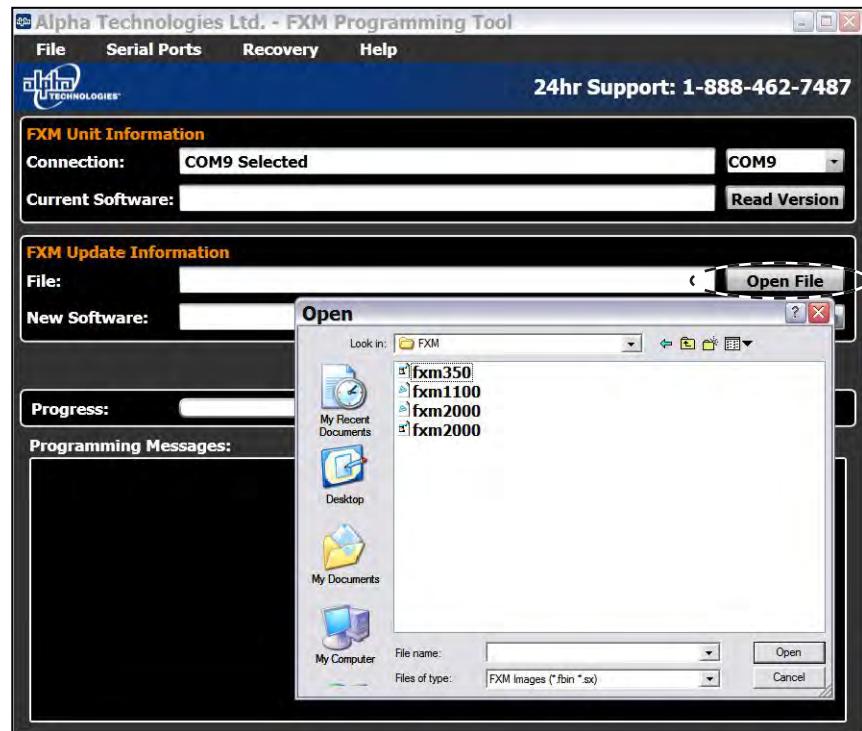 Alpha Technologies Ltd. - FXM Programming Tool
File Serial Ports Recovery Help
alpha TECHNOLOGIES™ 24hr Support: 1-888-462-7487
FXM Unit Information
Connection: COM9 Selected COM9
Current Software: Read Version
FXM Update Information
File: Open File
New Software:
Progress:
Programming Messages:
Open
Look in: FXM
fxm350
fxm1100
fxm2000
fxm2000
My Recent
Documents
Desktop
My Documents
My Computer
File name: Open
Files of type: FXM Images (*.fbin *.sx) Cancel